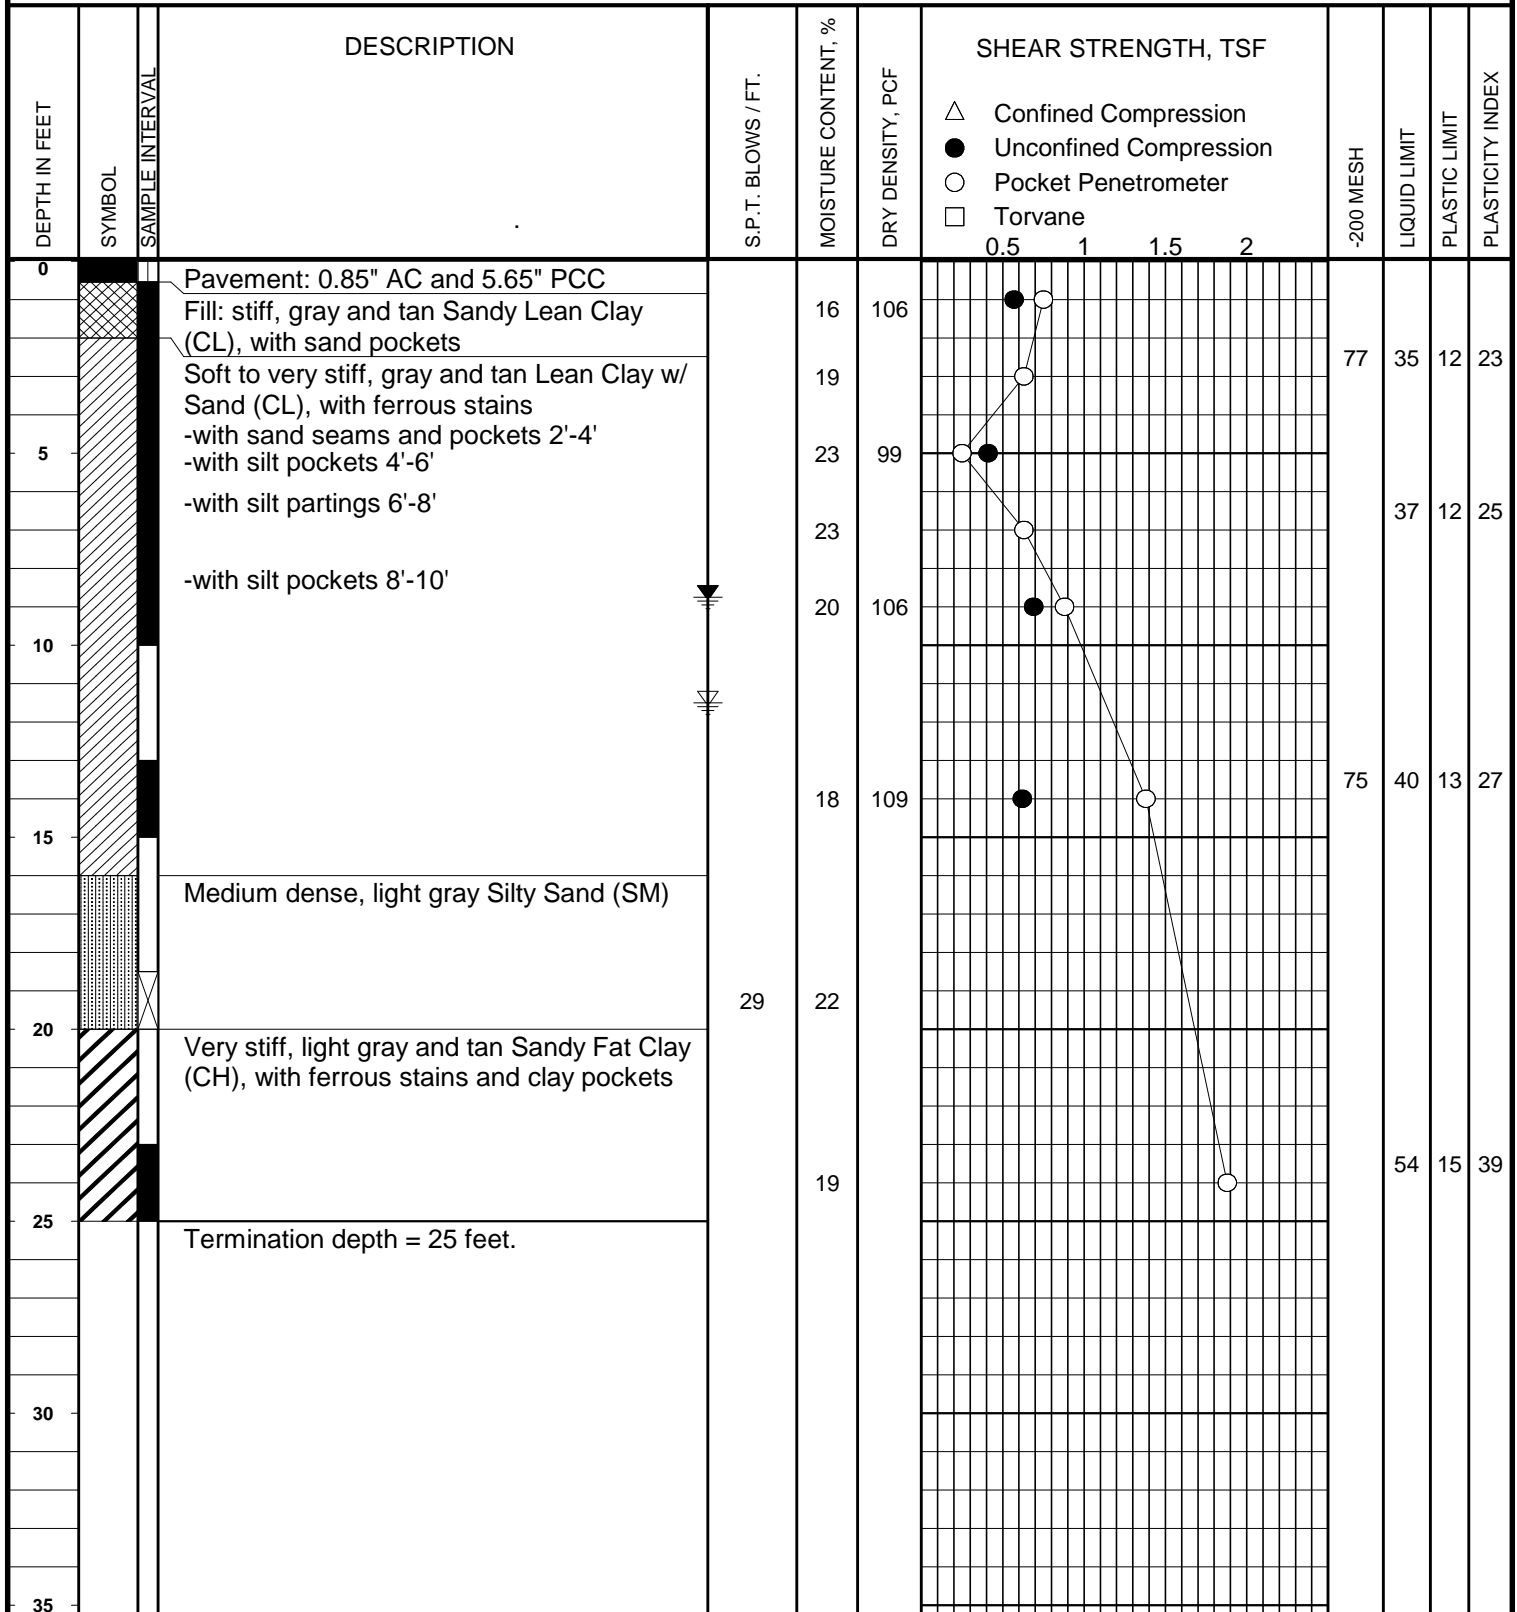 DEPTH IN FEET
SYMBOL
SAMPLE INTERVAL
DESCRIPTION
.
S.P.T. BLOWS / FT.
MOISTURE CONTENT, %
DRY DENSITY, PCF
SHEAR STRENGTH, TSF
Confined Compression
Unconfined Compression
Pocket Penetrometer
Torvane
0.5 1 1.5 2
-200 MESH
LIQUID LIMIT
PLASTIC LIMIT
PLASTICITY INDEX
0
Pavement: 0.85" AC and 5.65" PCC
Fill: stiff, gray and tan Sandy Lean Clay
16 106
(CL), with sand pockets
77 35 12 23
Soft to very stiff, gray and tan Lean Clay w/
19
Sand (CL), with ferrous stains
-with sand seams and pockets 2'-4'
5
-with silt pockets 4'-6'
23 99
-with silt partings 6'-8'
37 12 25
23
-with silt pockets 8'-10'
20 106
10
75 40 13 27
18 109
15
Medium dense, light gray Silty Sand (SM)
29 22
20
Very stiff, light gray and tan Sandy Fat Clay
(CH), with ferrous stains and clay pockets
54 15 39
19
25
Termination depth = 25 feet.
30
35